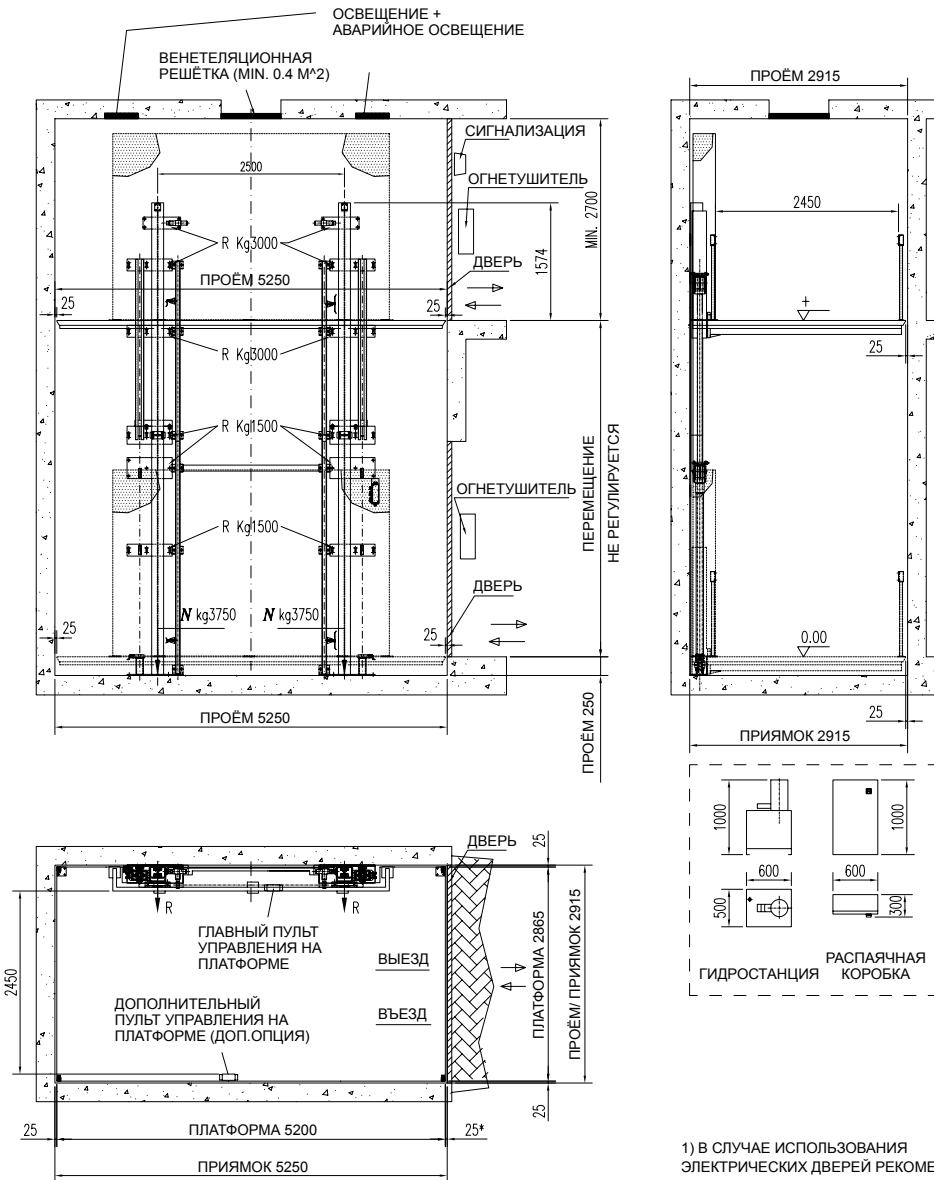 ОСВЕЩЕНИЕ +
АВАРИЙНОЕ ОСВЕЩЕНИЕ
ВЕНЕТЕЛЯЦИОННАЯ
РЕШЁТКА (MIN. 0.4 М^2)
ПРОЁМ 2915
СИГНАЛИЗАЦИЯ
2500
ОГНЕТУШИТЕЛЬ
MIN. 2700
2450
1574
R Kg3000
ДВЕРЬ
ПРОЁМ 5250
25
25
+
R Kg3000
25
R Kg1500
ПЕРЕМЕЩЕНИЕ
НЕ РЕГУЛИРУЕТСЯ
ОГНЕТУШИТЕЛЬ
R Kg1500
ДВЕРЬ
N kg3750
N kg3750
25
25
0.00
ПРОЁМ 250
ПРОЁМ 5250
25
ПРИЯМОК 2915
1000
1000
600
600
500
300
ГИДРОСТАНЦИЯ
РАСПАЯЧНАЯ
КОРОБКА
ДВЕРЬ
25
R
R
ГЛАВНЫЙ ПУЛЬТ
УПРАВЛЕНИЯ НА
ПЛАТФОРМЕ
ВЫЕЗД
2450
ПЛАТФОРМА 2865
ПРОЁМ/ ПРИЯМОК 2915
ДОПОЛНИТЕЛЬНЫЙ
ПУЛЬТ УПРАВЛЕНИЯ НА
ПЛАТФОРМЕ (ДОП.ОПЦИЯ)
ВЪЕЗД
25
25
ПЛАТФОРМА 5200
25*
ПРИЯМОК 5250
1) В СЛУЧАЕ ИСПОЛЬЗОВАНИЯ
ЭЛЕКТРИЧЕСКИХ ДВЕРЕЙ РЕКОМЕ